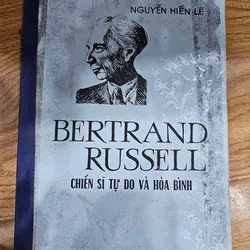 NGUYỄN HIẾN LÊ
BERTRAND
RUSSELL
CHIẾN SĨ TỰ DO VÀ HÒA BÌNH